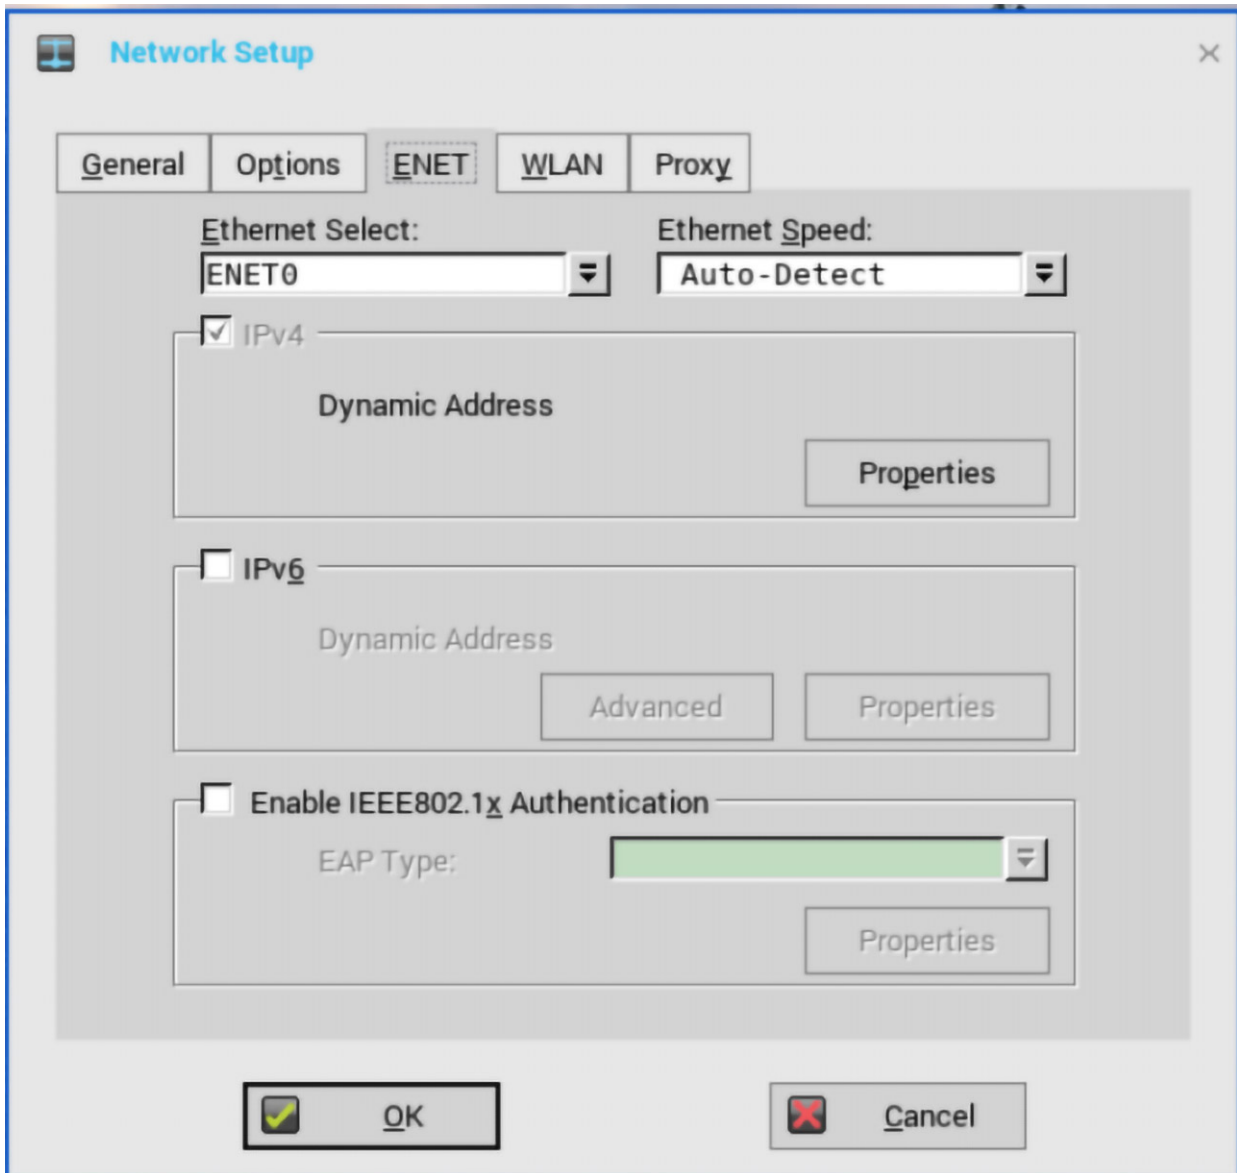 Network Setup
General Options ENET WLAN Proxy
Ethernet Select: Ethernet Speed:
ENET0 Auto-Detect
IPv4
Dynamic Address
Properties
IPv6
Dynamic Address
Advanced Properties
Enable IEEE802.1x Authentication
EAP Type:
Properties
OK Cancel